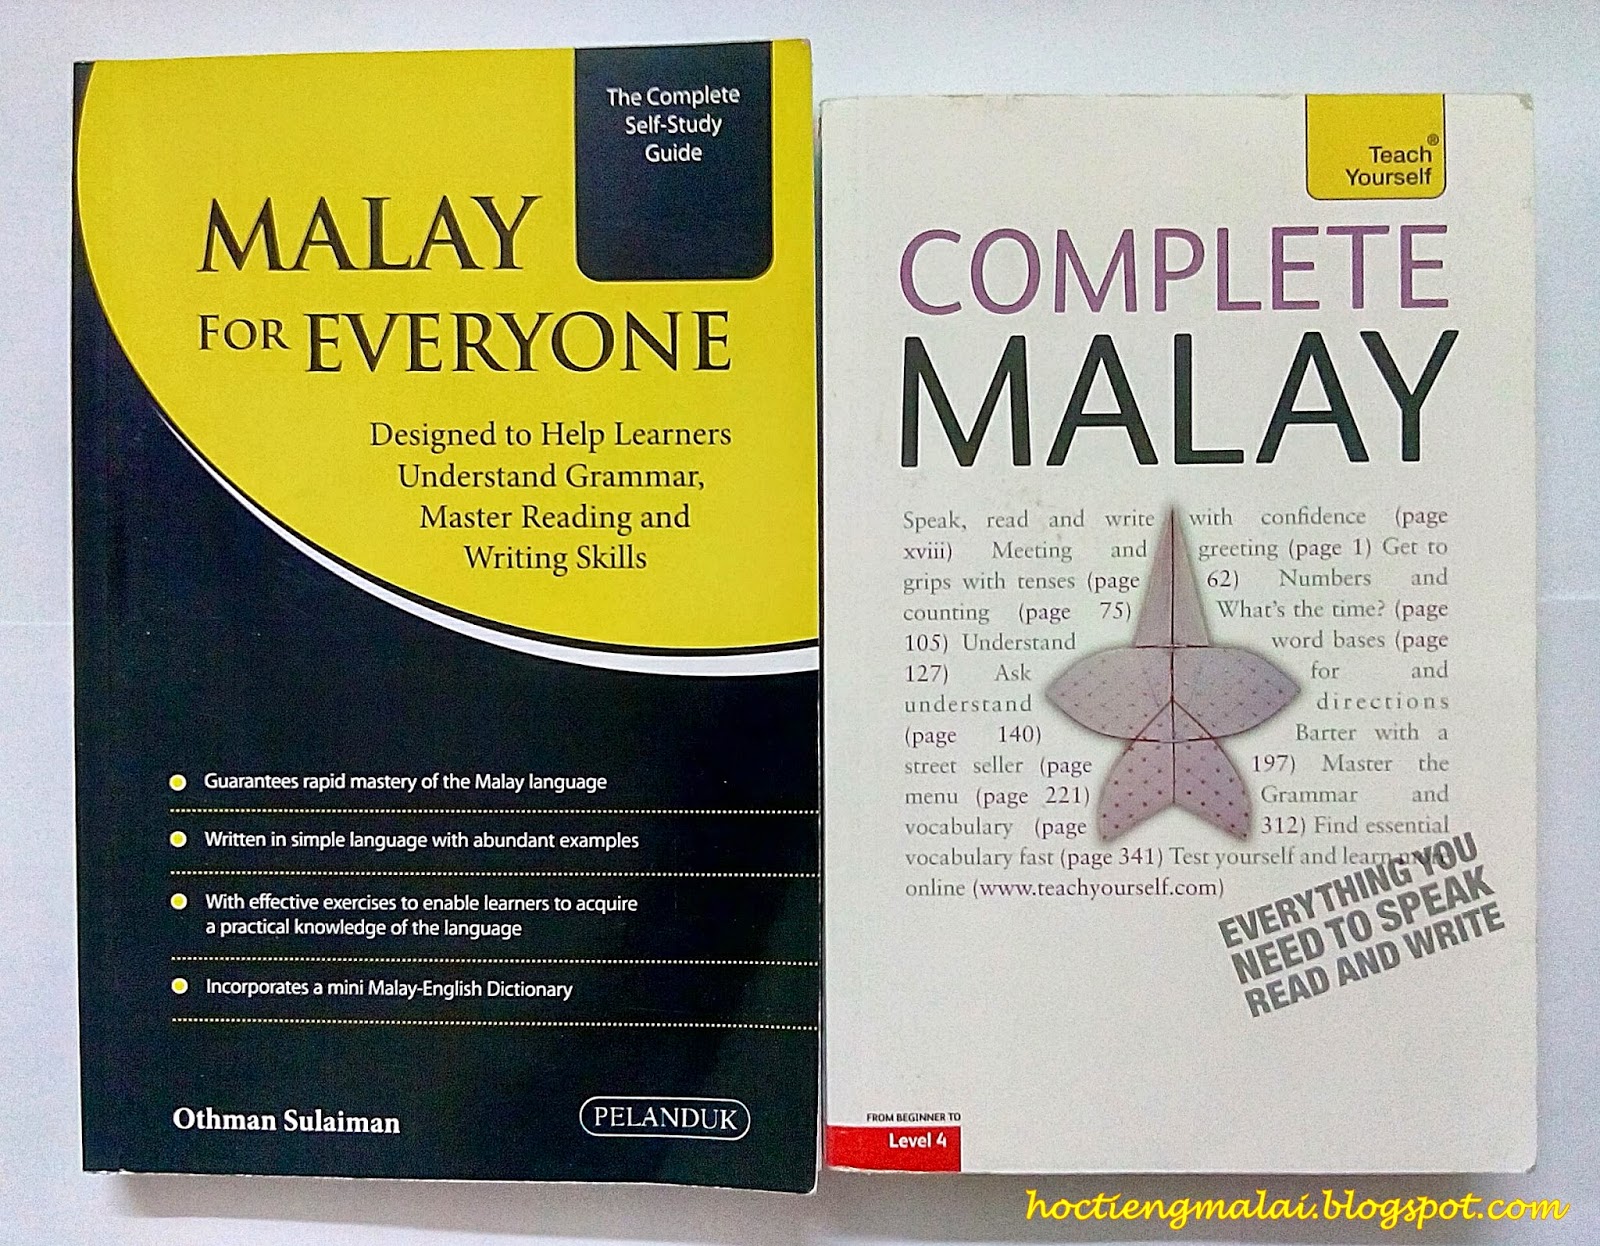 The Complete
Self-Study
Guide
MALAY
FOR EVERYONE
Designed to Help Learners
Understand Grammar,
Master Reading and
Writing Skills
Guarantees rapid mastery of the Malay language
Written in simple language with abundant examples
With effective exercises to enable learners to acquire
a practical knowledge of the language
Incorporates a mini Malay-English Dictionary
Othman Sulaiman
PELANDUK
Teach®
Yourself
COMPLETE
MALAY
Speak, read and write with confidence (page
xviii) Meeting and greeting (page 1) Get to
grips with tenses (page 62) Numbers and
counting (page 75) What's the time? (page
105) Understand word bases (page
127) Ask for and
understand directions
(page 140) Barter with a
street seller (page 197) Master the
menu (page 221) Grammar and
vocabulary (page 312) Find essential
vocabulary fast (page 341) Test yourself and learn more
online (www.teachyourself.com)
EVERYTHING YOU
NEED TO SPEAK
READ AND WRITE
FROM BEGINNER TO
Level 4
hoctiengmalai.blogspot.com